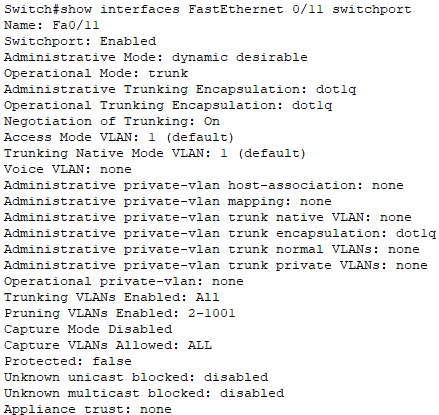 Switch#show interfaces FastEthernet 0/11 switchport
Name: Fa0/11
Switchport: Enabled
Administrative Mode: dynamic desirable
Operational Mode: trunk
Administrative Trunking Encapsulation: dot1q
Operational Trunking Encapsulation: dot1q
Negotiation of Trunking: On
Access Mode VLAN: 1 (default)
Trunking Native Mode VLAN: 1 (default)
Voice VLAN: none
Administrative private-vlan host-association: none
Administrative private-vlan mapping: none
Administrative private-vlan trunk native VLAN: none
Administrative private-vlan trunk encapsulation: dot1q
Administrative private-vlan trunk normal VLANs: none
Administrative private-vlan trunk private VLANs: none
Operational private-vlan: none
Trunking VLANs Enabled: All
Pruning VLANs Enabled: 2-1001
Capture Mode Disabled
Capture VLANs Allowed: ALL
Protected: false
Unknown unicast blocked: disabled
Unknown multicast blocked: disabled
Appliance trust: none